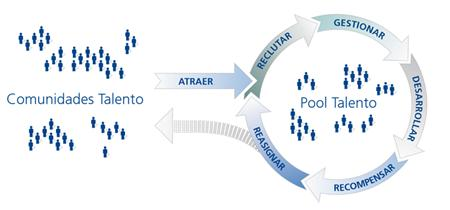 Comunidades Talento
ATRAER
RECLUTAR
GESTIONAR
DESARROLLAR
RECOMPENSAR
REASIGNAR
Pool Talento